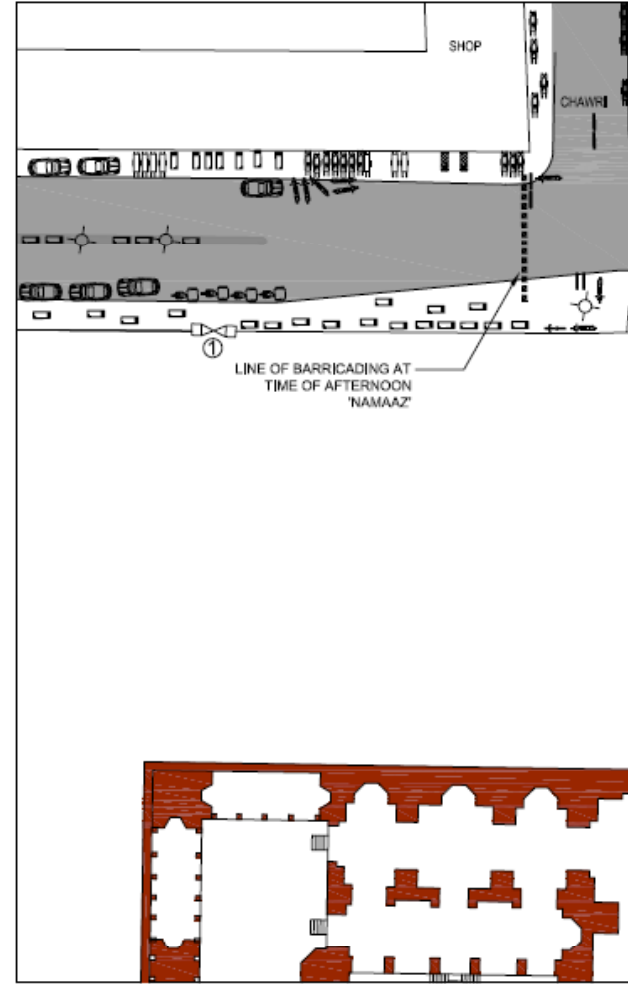 SHOP
CHAWRI
①
LINE OF BARRICADING AT
TIME OF AFTERNOON
'NAMAAZ'